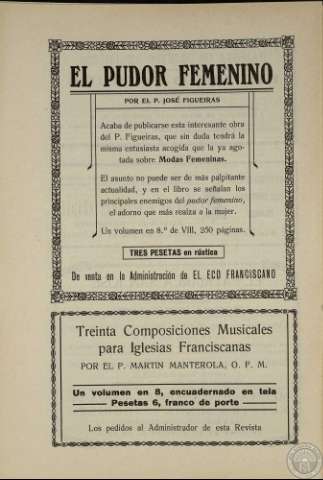 EL PUDOR FEMENINO
POR EL P. JOSÉ FIGUEIRAS
Acaba de publicarse esta interesante obra
del P. Figueiras, que sin duda tendrá la
misma entusiasta acogida que la ya ago-
tada sobre Modas Femeninas.
El asunto no puede ser de más palpitante
actualidad, y en el libro se señalan los
principales enemigos del pudor femenino,
el adorno que más realza a la mujer.
Un volumen en 8.º de VIII, 250 páginas.
TRES PESETAS en rústica
De venta en la Administración de EL ECO FRANCISCANO
Treinta Composiciones Musicales
para Iglesias Franciscanas
POR EL P. MARTIN MANTEROLA, O. F. M.
Un volumen en 8, encuadernado en tela
Pesetas 6, franco de porte
Los pedidos al Administrador de esta Revista